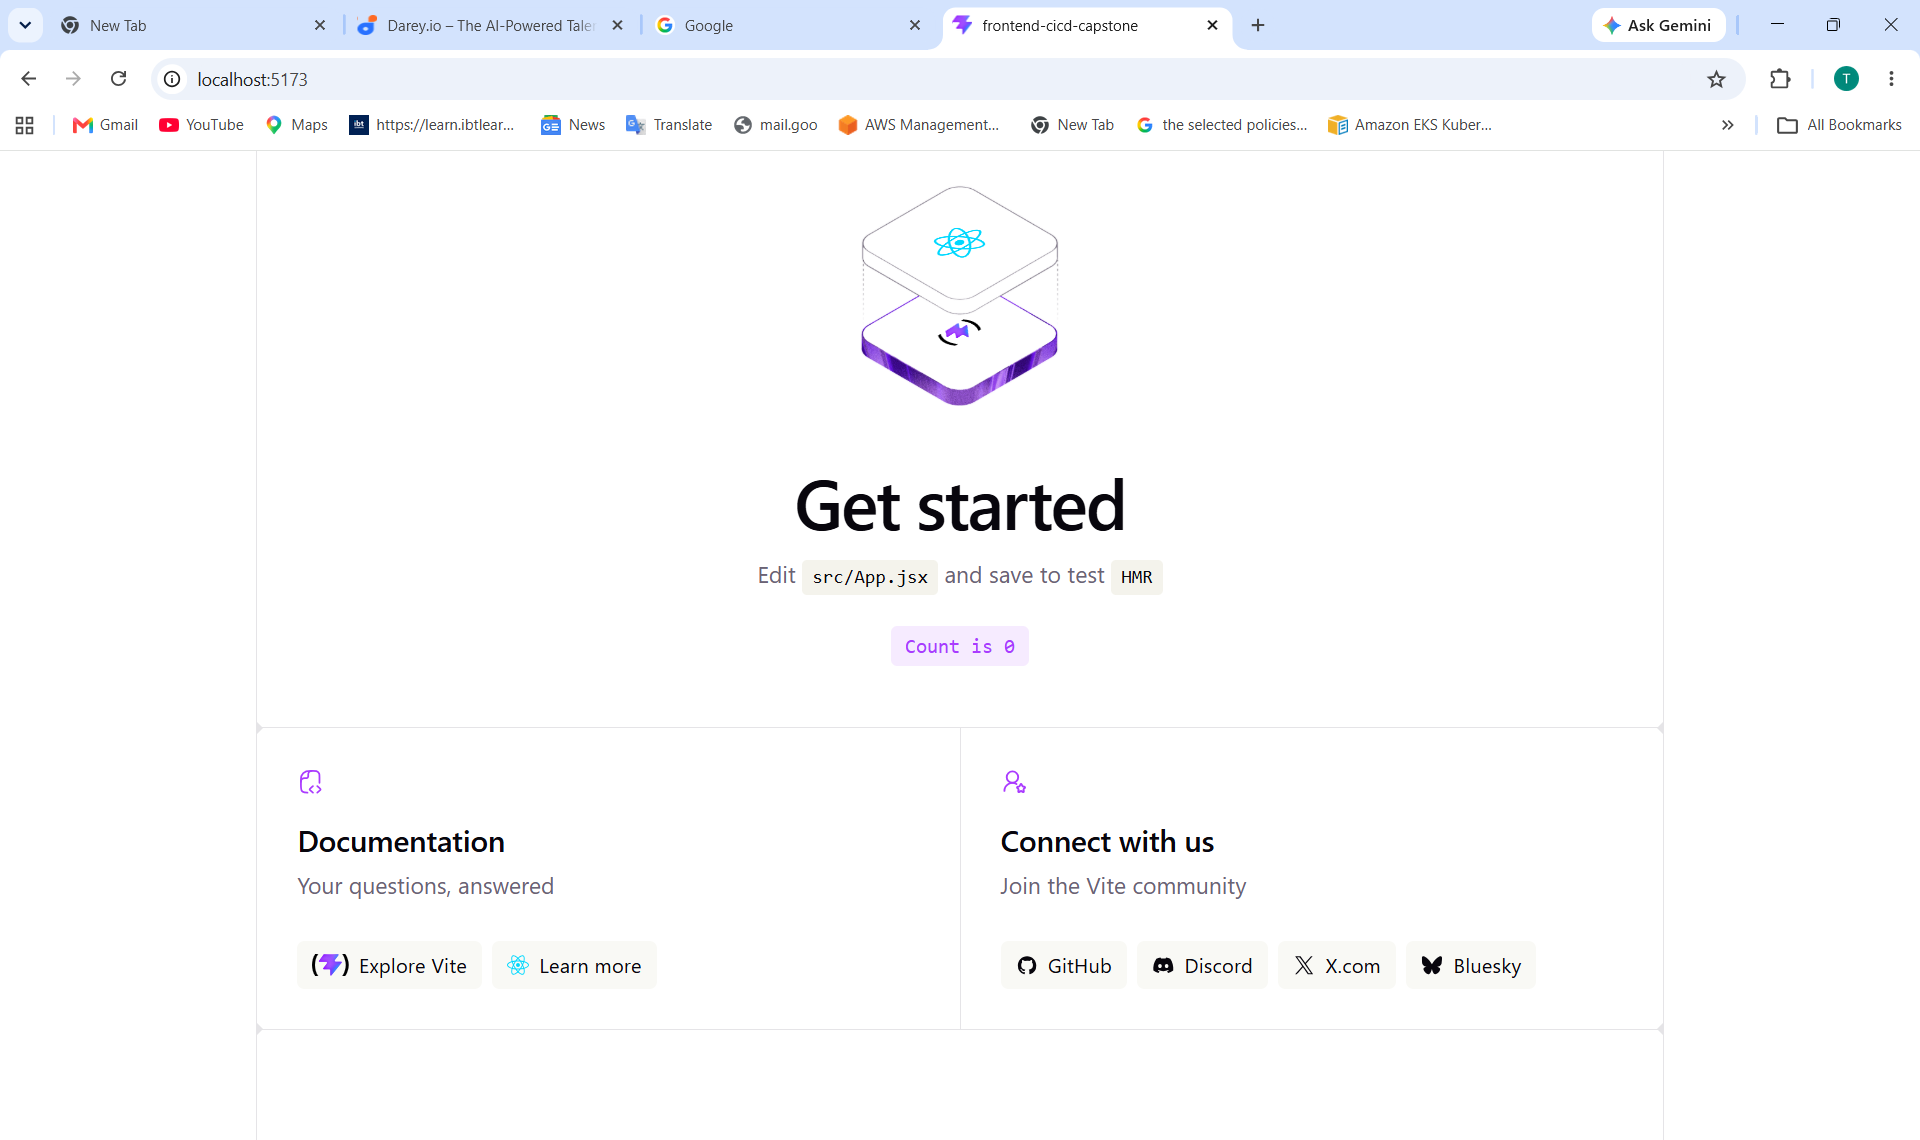 New Tab
Darey.io – The AI-Powered Taler
Google
frontend-cicd-capstone
Ask Gemini
localhost:5173
T
Gmail
YouTube
Maps
ibt
https://learn.ibtlear...
News
Translate
mail.goo
AWS Management...
New Tab
the selected policies...
Amazon EKS Kuber...
All Bookmarks
Get started
Edit src/App.jsx and save to test HMR
Count is 0
Documentation
Your questions, answered
Explore Vite
Learn more
Connect with us
Join the Vite community
GitHub
Discord
X.com
Bluesky